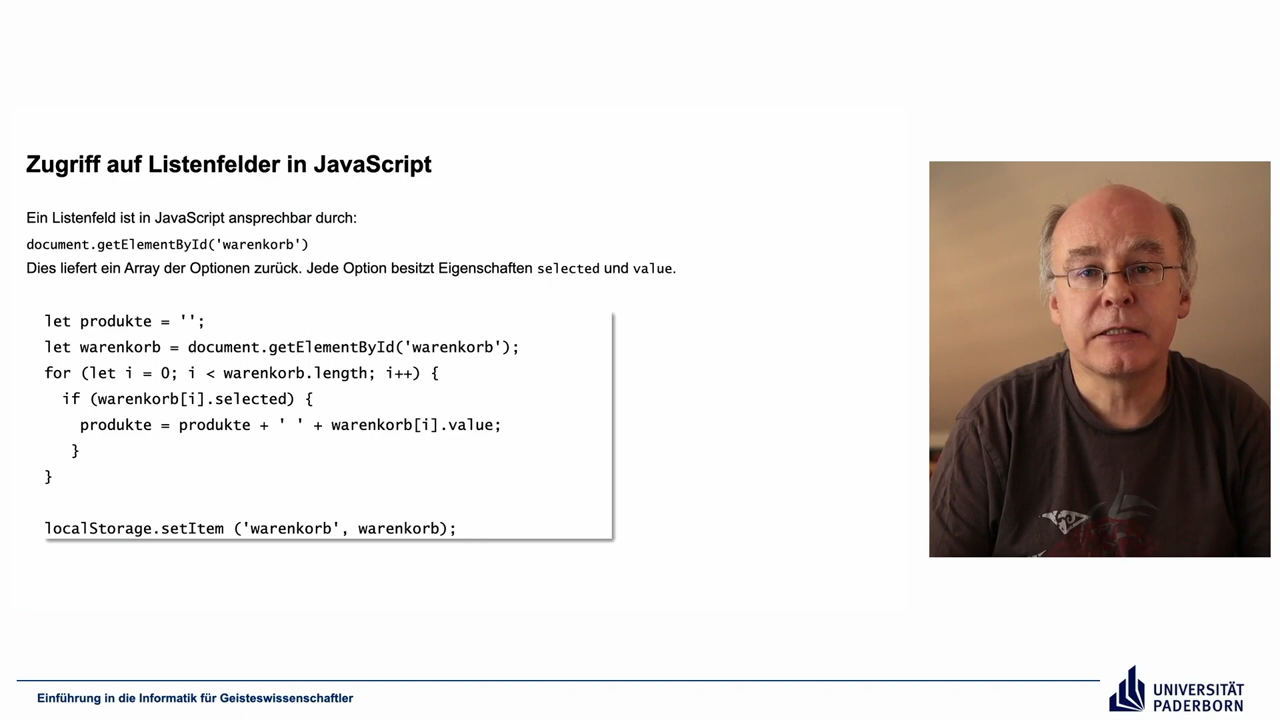 Zugriff auf Listenfelder in JavaScript
Ein Listenfeld ist in JavaScript ansprechbar durch:
document.getElementById('warenkorb')
Dies liefert ein Array der Optionen zurück. Jede Option besitzt Eigenschaften selected und value.
let produkte = '';
let warenkorb = document.getElementById('warenkorb');
for (let i = 0; i < warenkorb.length; i++) {
  if (warenkorb[i].selected) {
    produkte = produkte + ' ' + warenkorb[i].value;
   }
}
localStorage.setItem ('warenkorb', warenkorb);
Einführung in die Informatik für Geisteswissenschaftler
UNIVERSITÄT
PADERBORN